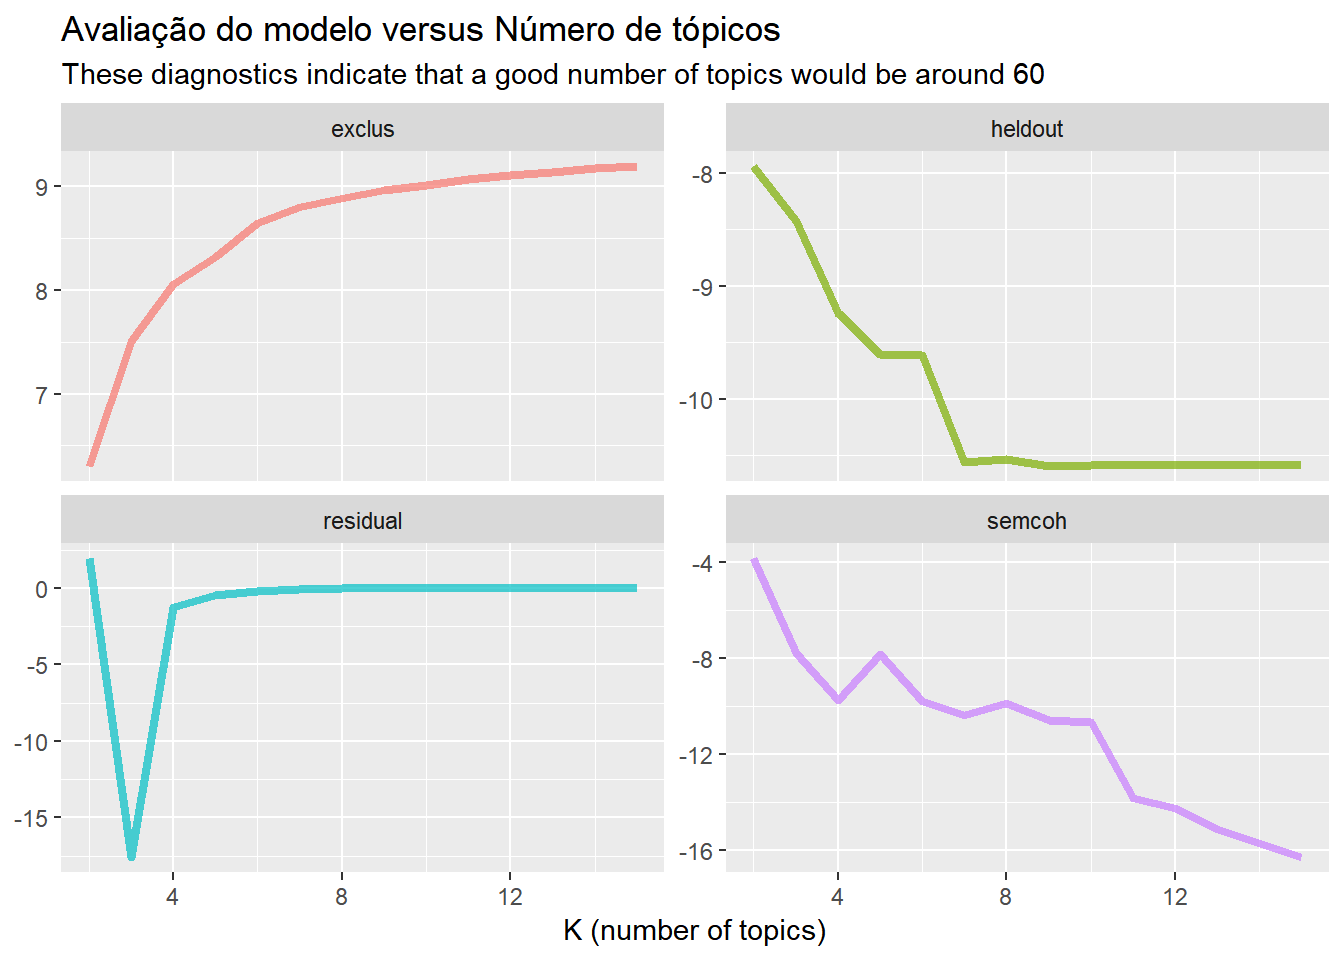 Avaliação do modelo versus Número de tópicos
These diagnostics indicate that a good number of topics would be around 60
exclus
heldout
9
8
7
-8
-9
-10
residual
semcoh
0
-5
-10
-15
-4
-8
-12
-16
4
8
12
4
8
12
K (number of topics)